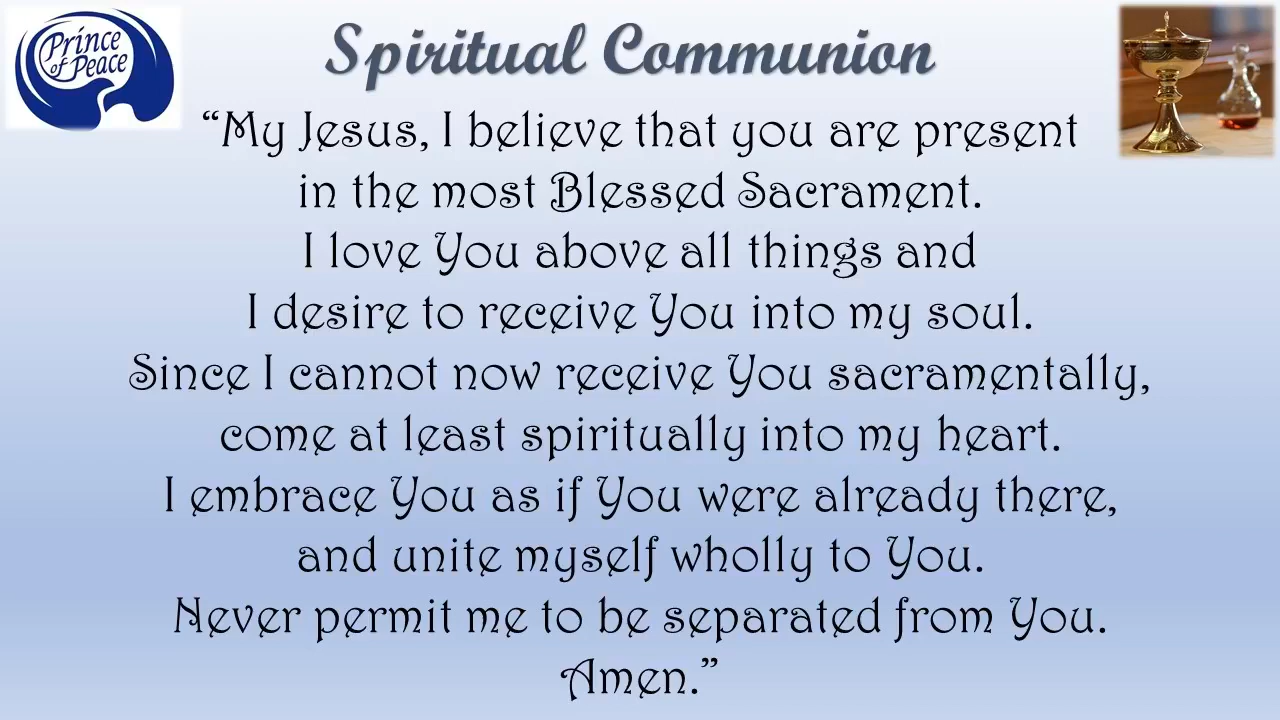 Prince
of Peace
Spiritual Communion
“My Jesus, I believe that you are present
in the most Blessed Sacrament.
I love You above all things and
I desire to receive You into my soul.
Since I cannot now receive You sacramentally,
come at least spiritually into my heart.
I embrace You as if You were already there,
and unite myself wholly to You.
Never permit me to be separated from You.
Amen.”